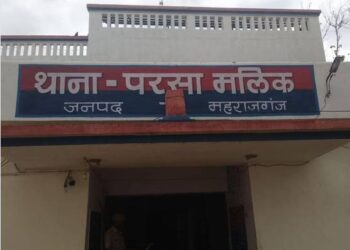 थाना - परसा मलिक
जनपद - महराजगंज